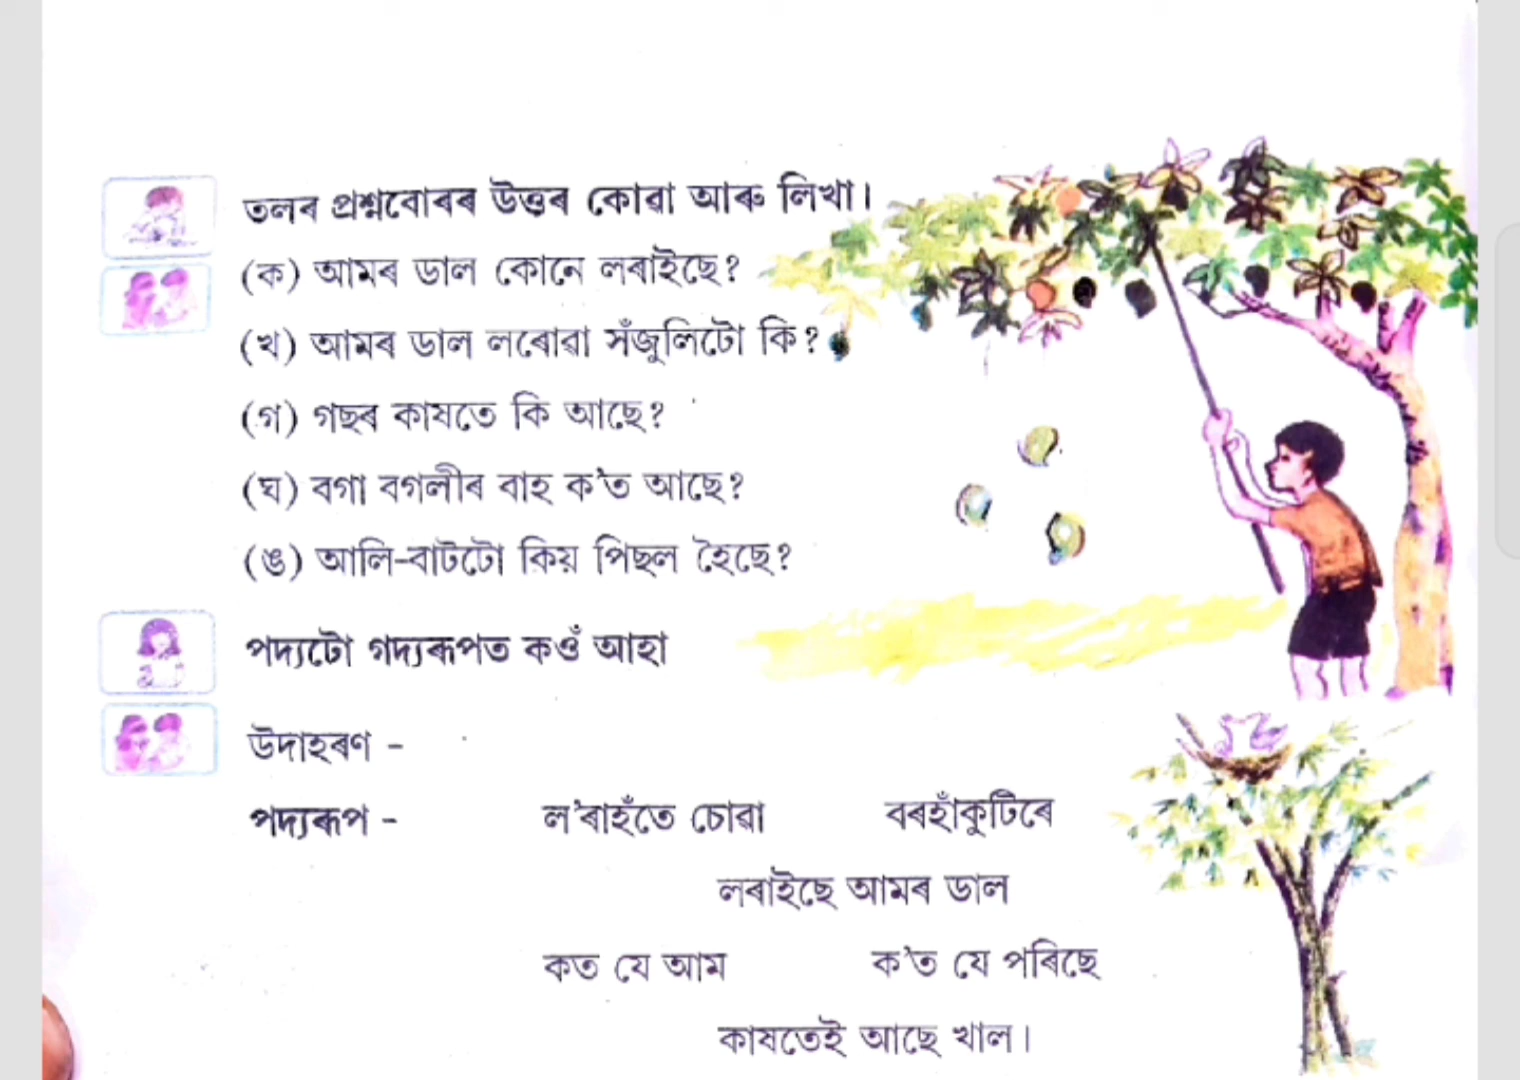 তলৰ প্ৰশ্নবোৰৰ উত্তৰ কোৱা আৰু লিখা।
(ক) আমৰ ডাল কোনে লৰাইছে?
(খ) আমৰ ডাল লৰোৱা সঁজুলিটো কি?
(গ) গছৰ কাষতে কি আছে?
(ঘ) বগা বগলীৰ বাহ ক'ত আছে?
(ঙ) আলি-বাটটো কিয় পিছল হৈছে?
পদ্যটো গদ্যৰূপত কওঁ আহা
উদাহৰণ -
পদ্যৰূপ - ল'ৰাহঁতে চোৱা বৰহাঁকুটিৰে
লৰাইছে আমৰ ডাল
কত যে আম ক'ত যে পৰিছে
কাষতেই আছে খাল।